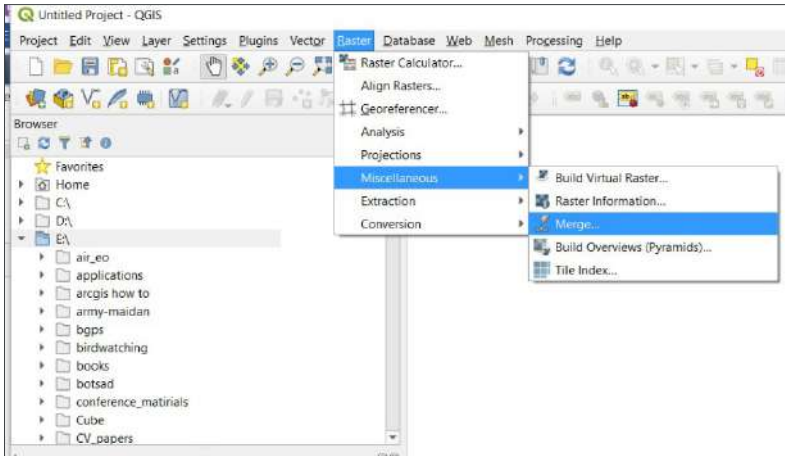 Untitled Project - QGIS
Project Edit View Layer Settings Plugins Vector Raster Database Web Mesh Processing Help
Raster Calculator...
Align Rasters...
Georeferencer...
Analysis
Projections
Miscellaneous
Extraction
Conversion
Build Virtual Raster...
Raster Information...
Merge...
Build Overviews (Pyramids)...
Tile Index...
Browser
Favorites
Home
C:\
D:\
E:\
air_eo
applications
arcgis how to
army-maidan
bgps
birdwatching
books
botsad
conference_matirials
Cube
CV_papers